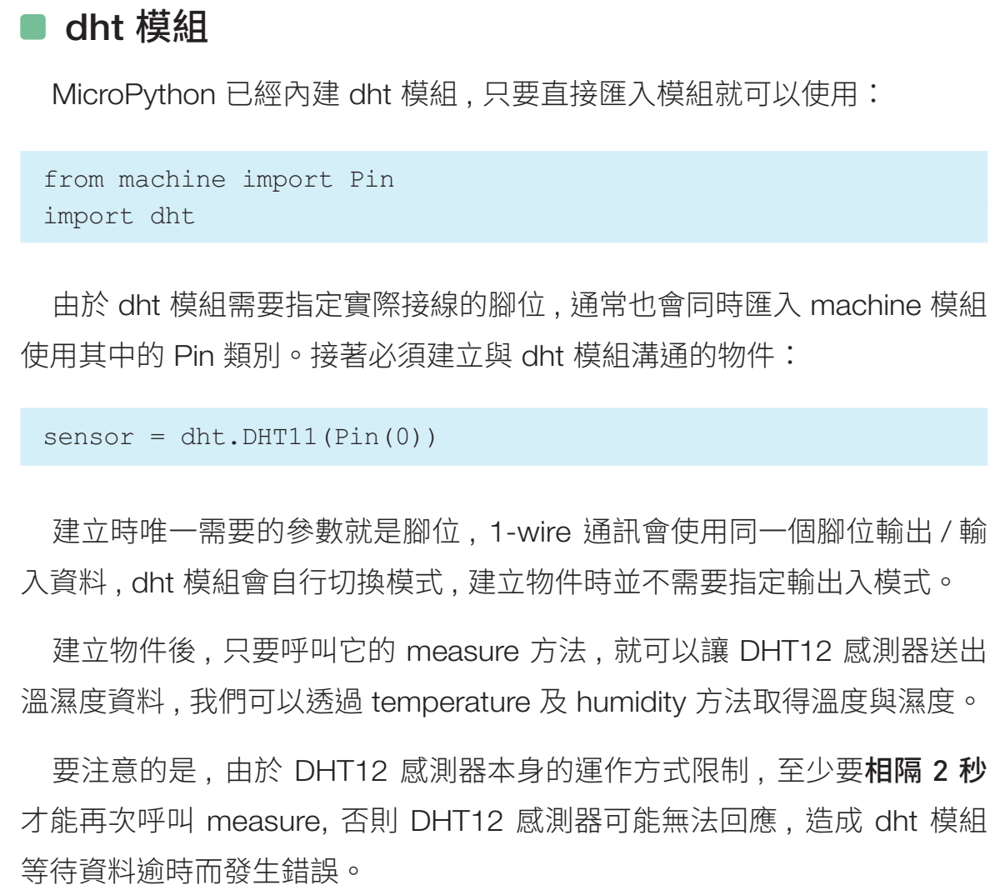 dht 模組
MicroPython 已經內建 dht 模組 , 只要直接匯入模組就可以使用：
from machine import Pin
import dht
由於 dht 模組需要指定實際接線的腳位 , 通常也會同時匯入 machine 模組
使用其中的 Pin 類別。接著必須建立與 dht 模組溝通的物件：
sensor = dht.DHT11(Pin(0))
建立時唯一需要的參數就是腳位 , 1-wire 通訊會使用同一個腳位輸出 / 輸
入資料 , dht 模組會自行切換模式 , 建立物件時並不需要指定輸出入模式。
建立物件後 , 只要呼叫它的 measure 方法 , 就可以讓 DHT12 感測器送出
溫濕度資料 , 我們可以透過 temperature 及 humidity 方法取得溫度與濕度。
要注意的是 , 由於 DHT12 感測器本身的運作方式限制 , 至少要相隔 2 秒
才能再次呼叫 measure, 否則 DHT12 感測器可能無法回應 , 造成 dht 模組
等待資料逾時而發生錯誤。